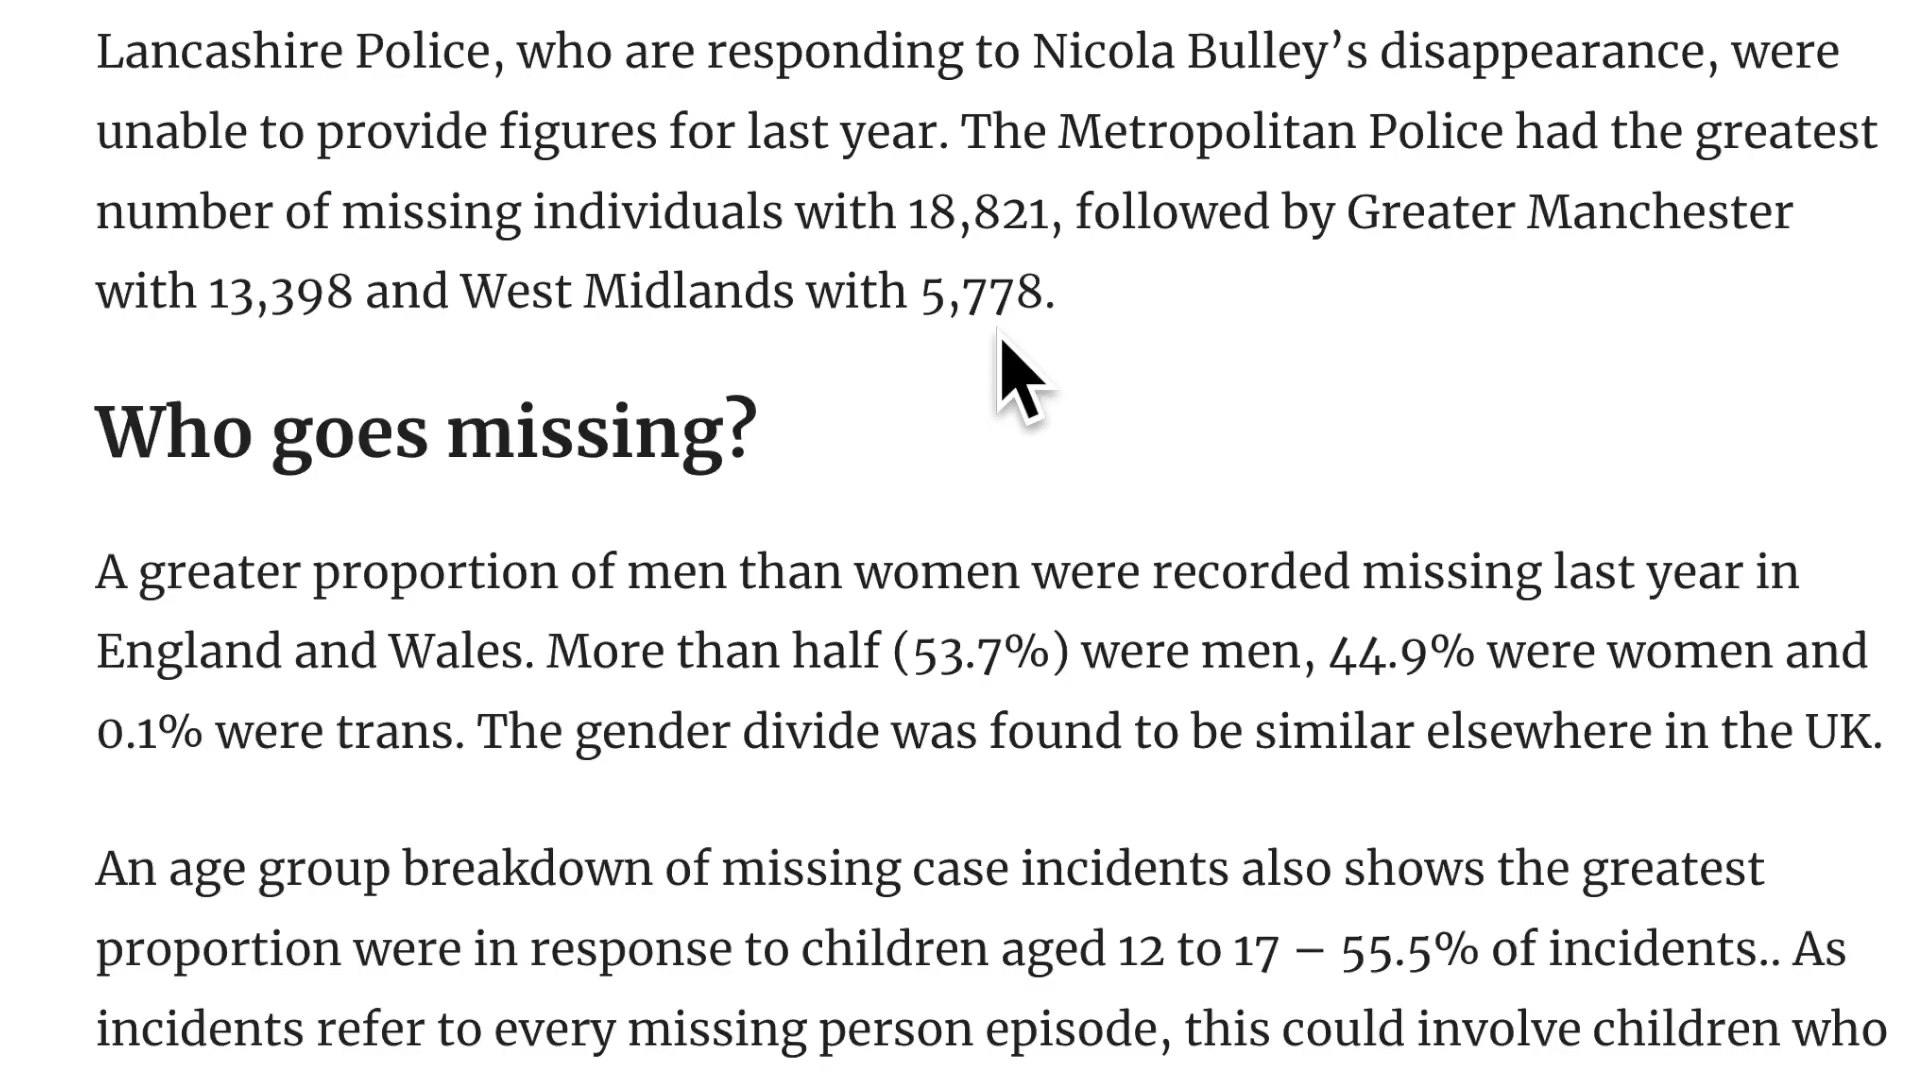 Lancashire Police, who are responding to Nicola Bulley’s disappearance, were
unable to provide figures for last year. The Metropolitan Police had the greatest
number of missing individuals with 18,821, followed by Greater Manchester
with 13,398 and West Midlands with 5,778.
Who goes missing?
A greater proportion of men than women were recorded missing last year in
England and Wales. More than half (53.7%) were men, 44.9% were women and
0.1% were trans. The gender divide was found to be similar elsewhere in the UK.
An age group breakdown of missing case incidents also shows the greatest
proportion were in response to children aged 12 to 17 – 55.5% of incidents.. As
incidents refer to every missing person episode, this could involve children who